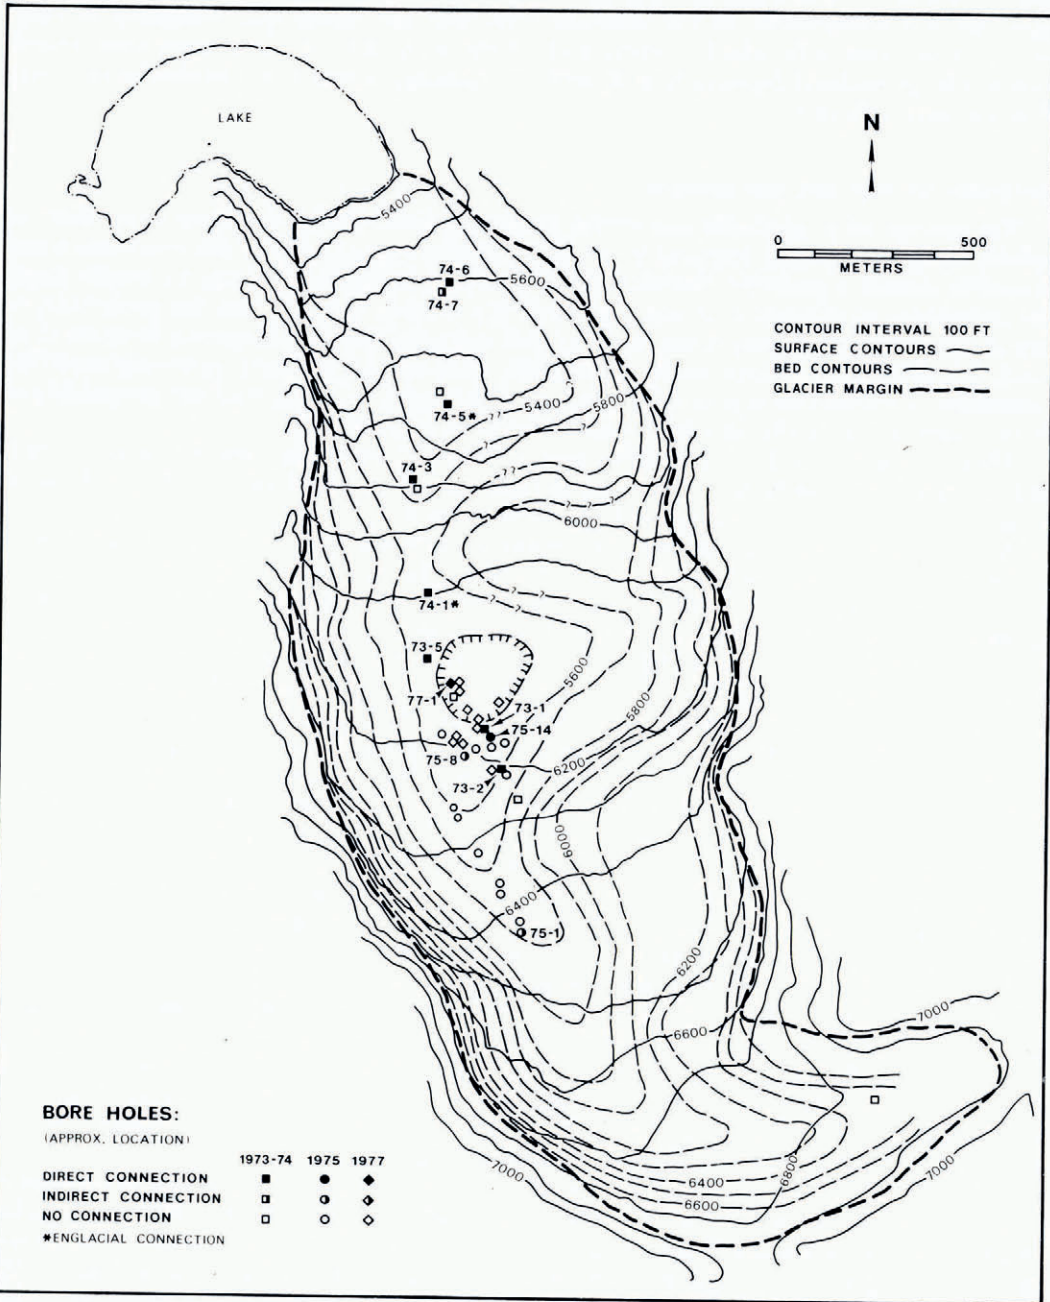 LAKE
N
0 500
METERS
CONTOUR INTERVAL 100 FT
SURFACE CONTOURS
BED CONTOURS
GLACIER MARGIN
5400
74-6
5600
74-7
?
5400
5800
74-5*
? ?
?
?
74-3
? ?
? ?
6000
? ?
74-1*
? ?
73-5
5600
77-1
73-1
5800
75-14
75-8
6200
73-2
6000
6400
75-1
6200
7000
6600
7000
6800
7000
6400
6600
BORE HOLES:
(APPROX. LOCATION)
1973-74 1975 1977
DIRECT CONNECTION
INDIRECT CONNECTION
NO CONNECTION
*ENGLACIAL CONNECTION